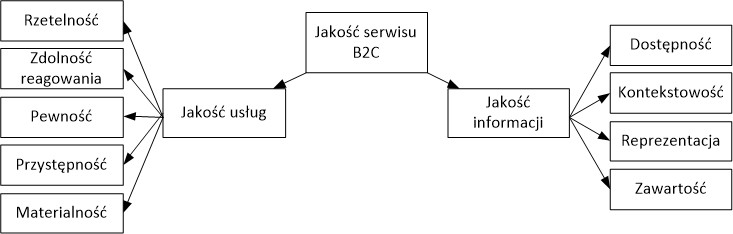 Jakość serwisu
B2C
Jakość usług
Jakość
informacji
Rzetelność
Zdolność
reagowania
Pewność
Przystępność
Materialność
Dostępność
Kontekstowość
Reprezentacja
Zawartość